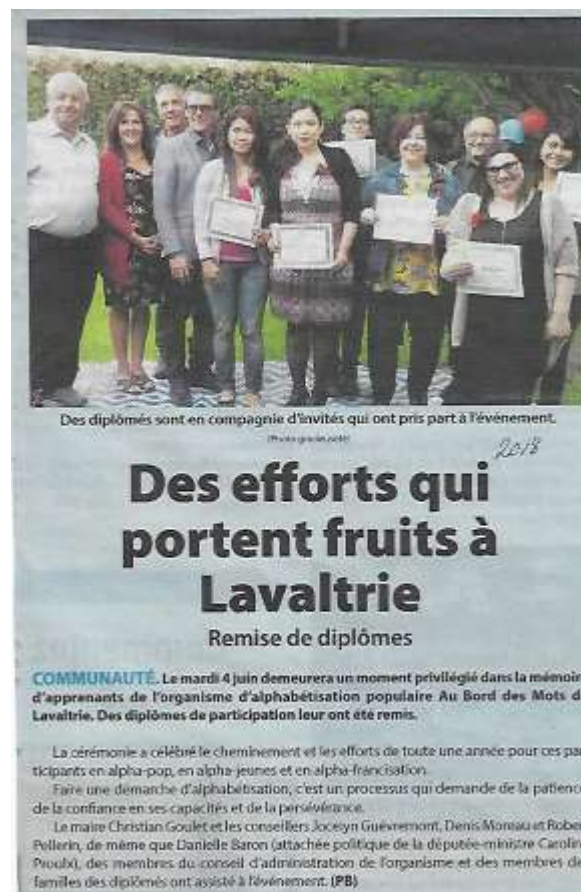 Des diplômés sont en compagnie d'invités qui ont pris part à l'événement.
(Photo gracieuseté)
2018
Des efforts qui
portent fruits à
Lavaltrie
Remise de diplômes
COMMUNAUTÉ. Le mardi 4 juin demeurera un moment privilégié dans la mémoir
d'apprenants de l'organisme d'alphabétisation populaire Au Bord des Mots d
Lavaltrie. Des diplômes de participation leur ont été remis.
La cérémonie a célébré le cheminement et les efforts de toute une année pour ces par
ticipants en alpha-pop, en alpha-jeunes et en alpha-francisation.
Faire une démarche d'alphabétisation, c'est un processus qui demande de la patience
de la confiance en ses capacités et de la persévérance.
Le maire Christian Goulet et les conseillers Jocelyn Guévremont, Denis Moreau et Rober
Pellerin, de même que Danielle Baron (attachée politique de la députée-ministre Carolin
Proulx), des membres du conseil d'administration de l'organisme et des membres de
familles des diplômés ont assisté à l'événement. (PB)